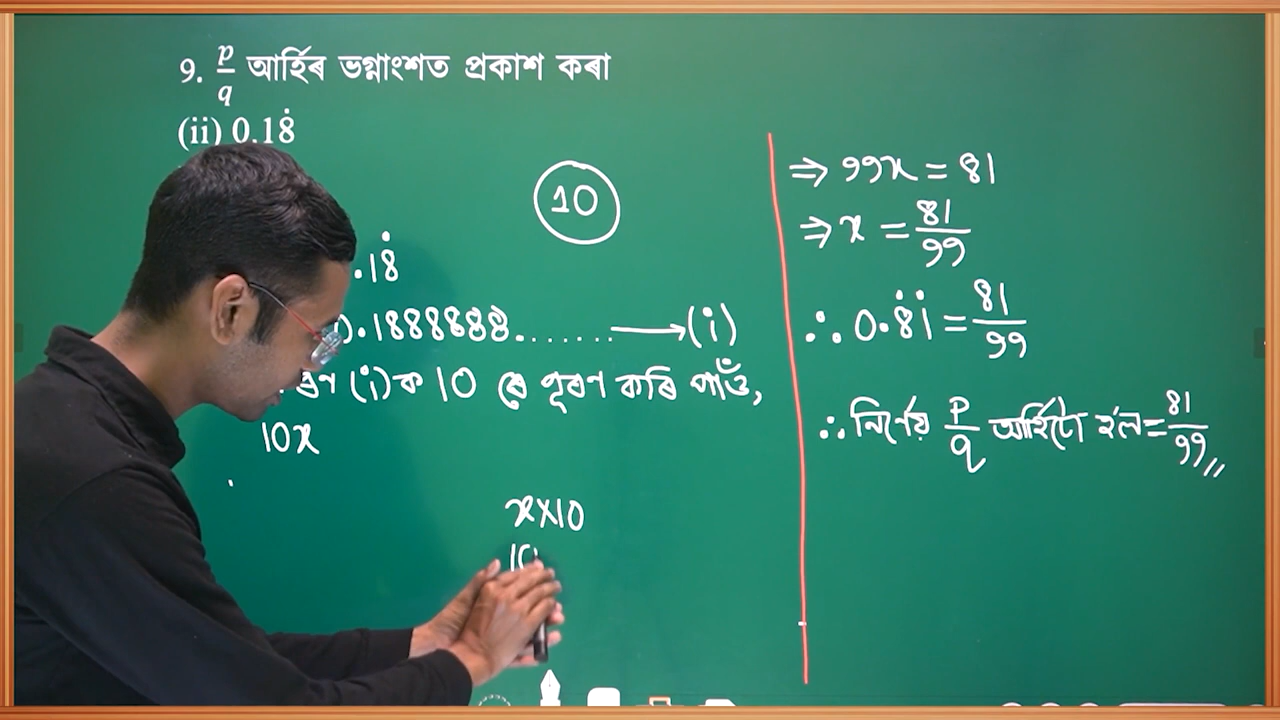 9. p/q আৰ্হিৰ ভগ্নাংশত প্ৰকাশ কৰা
(ii) 0.18̇
10
.18̇
.1888888....... ⟶(i)
(i)ক 10 ৰে পূৰণ কৰি পাওঁ,
10x
x×10
10
⇒ 99x = 81
⇒ x = 81/99
∴ 0.8̇1̇ = 81/99
∴ নিৰ্ণেয় p/q আৰ্হিটো হ'ল = 81/99,,